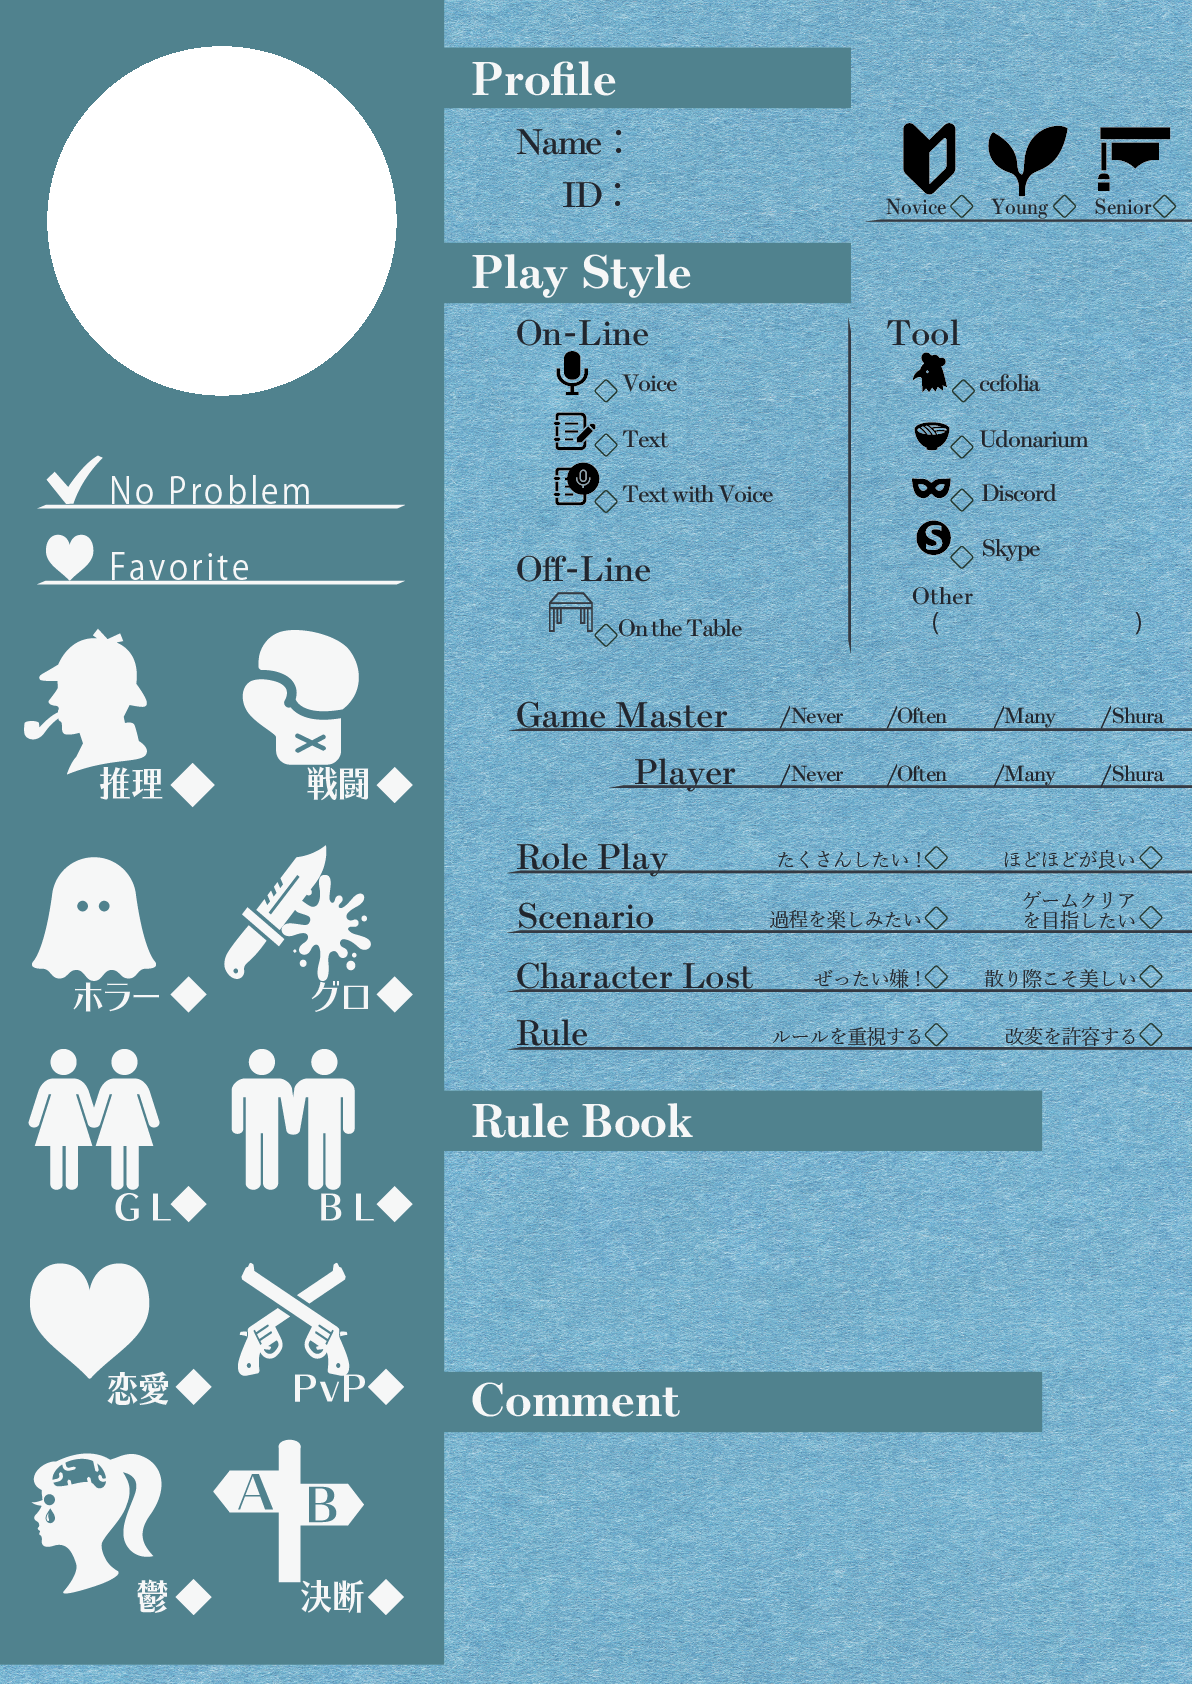 Profile
Name：
ID：
Novice◇ Young◇ Senior◇
Play Style
On-Line
◇Voice
◇Text
◇Text with Voice
Off-Line
◇On the Table
Tool
◇ccfolia
◇Udonarium
◇Discord
◇Skype
Other
( )
Game Master /Never /Often /Many /Shura
Player /Never /Often /Many /Shura
Role Play たくさんしたい！◇ ほどほどが良い◇
Scenario 過程を楽しみたい◇ ゲームクリア
を目指したい◇
Character Lost ぜったい嫌！◇ 散り際こそ美しい◇
Rule ルールを重視する◇ 改変を許容する◇
Rule Book
Comment
No Problem
Favorite
推理◆ 戦闘◆
ホラー◆ グロ◆
GL◆ BL◆
恋愛◆ PvP◆
A
B
鬱◆ 決断◆